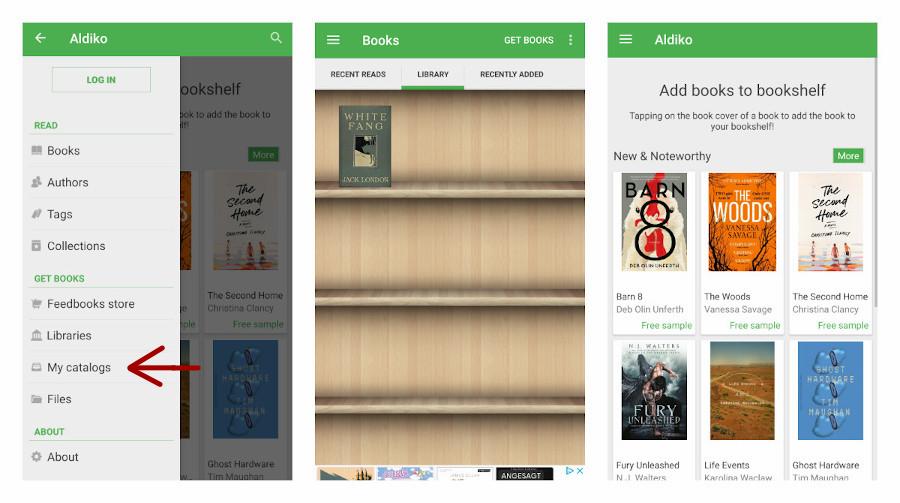 Aldiko
LOG IN
ookshelf
ok to add the book to
lf!
READ
Books
More
Authors
Tags
Collections
The
Second
Home
CHRISTINA CLANCY
GET BOOKS
Feedbooks store
The Second Home
Christina Clancy
ple
Free sample
Libraries
My catalogs
Files
GHOST
HARDWARE
TIM
MAUGHAN
ABOUT
About
Ghost Hardware
Tim Maughan
Books
GET BOOKS
RECENT READS
LIBRARY
RECENTLY ADDED
WHITE
FANG
JACK LONDON
ANGESAGT
Aldiko
Add books to bookshelf
Tapping on the book cover of a book to add the book to
your bookshelf!
New & Noteworthy
More
BARN
8
DEB OLIN UNFERTH
THE
WOODS
VANESSA
SAVAGE
The
Second
Home
CHRISTINA CLANCY
Barn 8
Deb Olin Unferth
Free sample
The Woods
Vanessa Savage
Free sample
The Second Home
Christina Clancy
Free sample
N.J. WALTERS
FURY
UNLEASHED
LIFE EVENTS
KAROLINA WACLAWIAK
GHOST
HARDWARE
TIM
MAUGHAN
Fury Unleashed
N.J. Walters
Life Events
Karolina Waclaw
Ghost Hardware
Tim Maughan